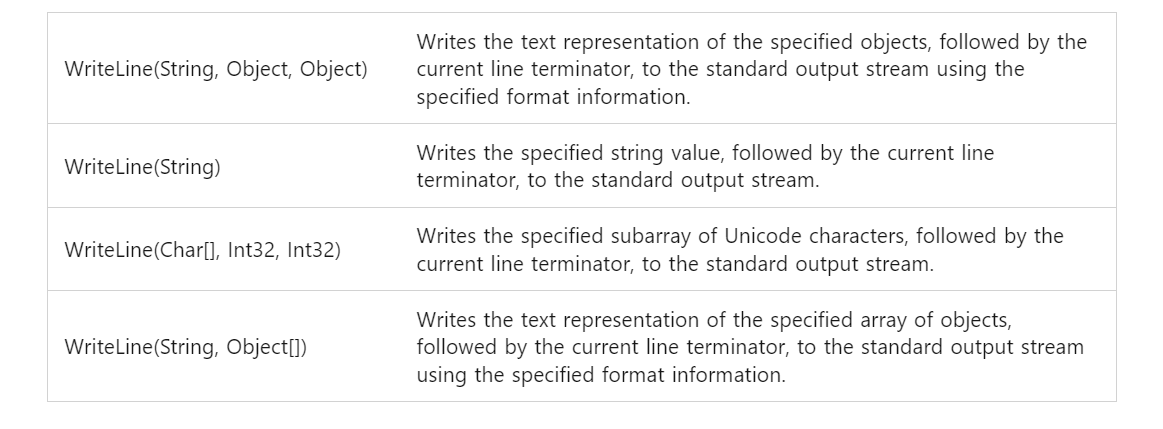 WriteLine(String, Object, Object)
Writes the text representation of the specified objects, followed by the
current line terminator, to the standard output stream using the
specified format information.
WriteLine(String)
Writes the specified string value, followed by the current line
terminator, to the standard output stream.
WriteLine(Char[], Int32, Int32)
Writes the specified subarray of Unicode characters, followed by the
current line terminator, to the standard output stream.
WriteLine(String, Object[])
Writes the text representation of the specified array of objects,
followed by the current line terminator, to the standard output stream
using the specified format information.